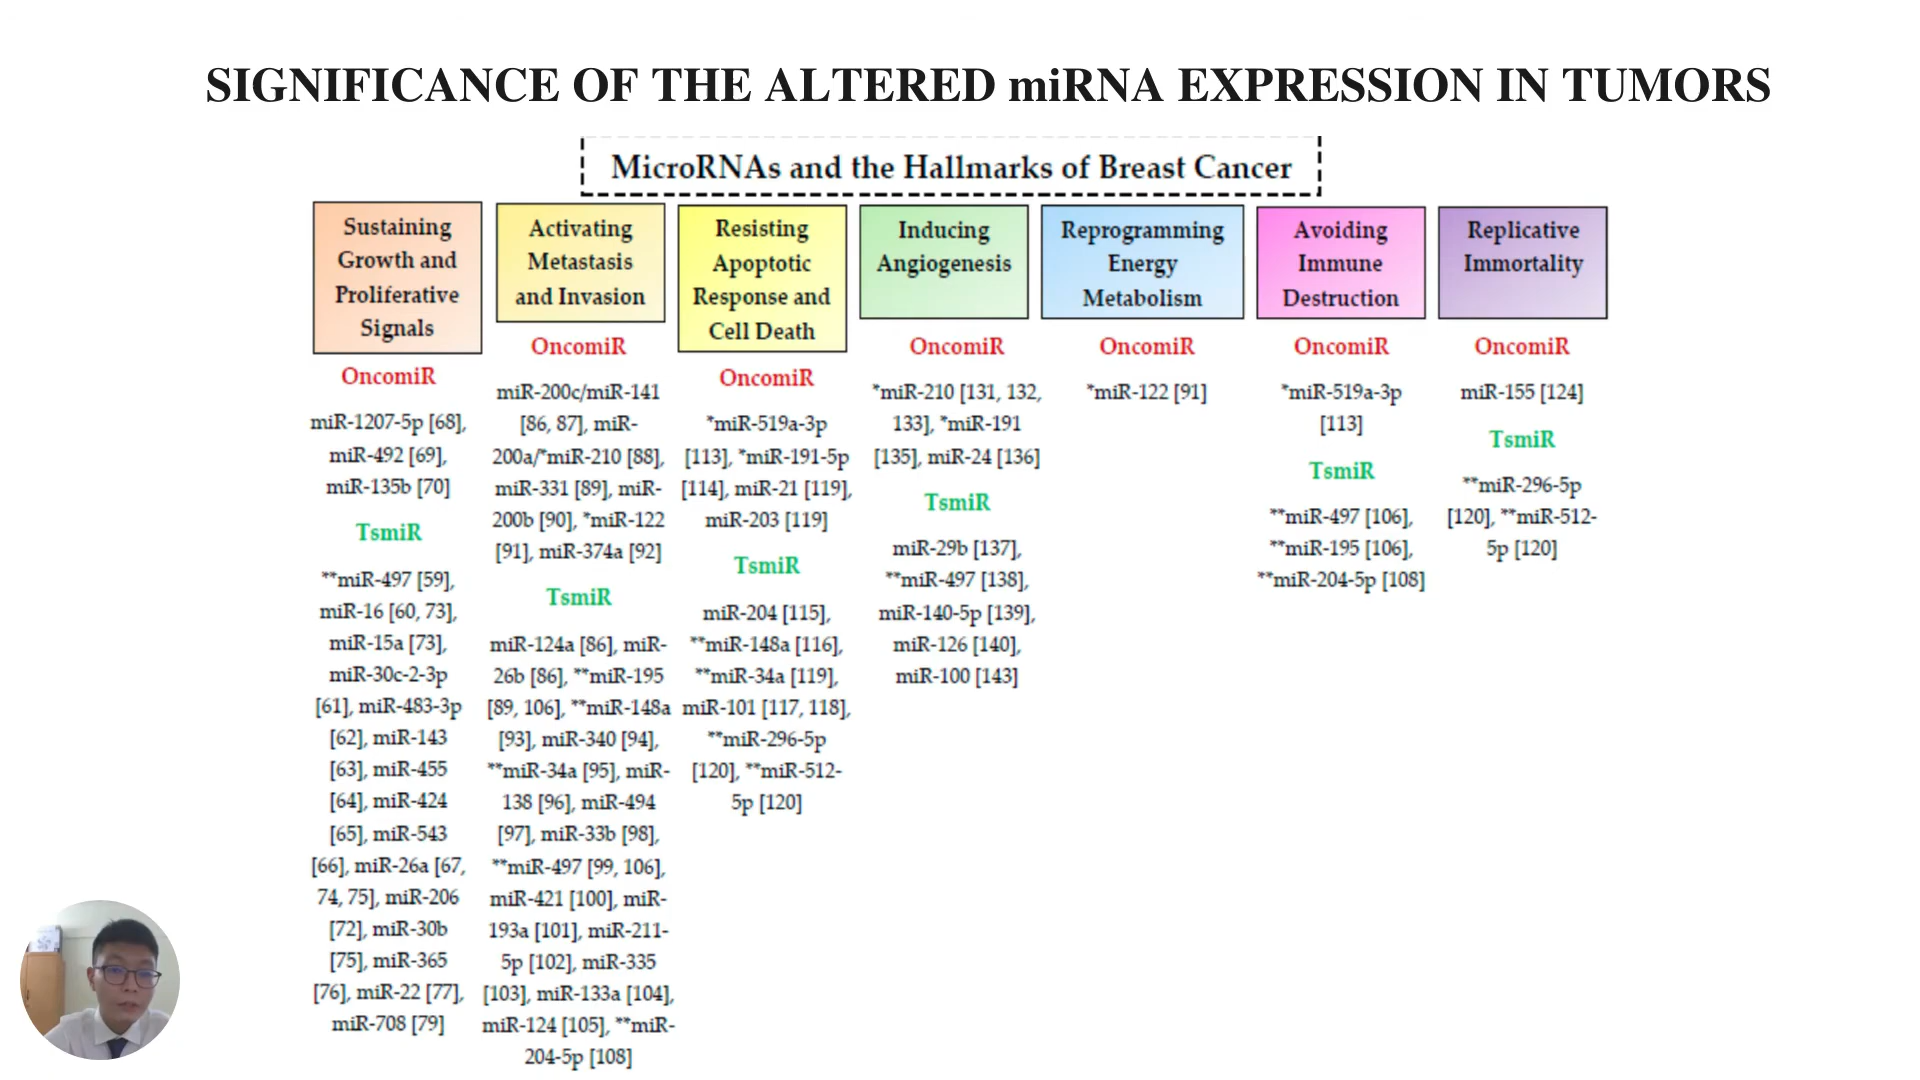 SIGNIFICANCE OF THE ALTERED miRNA EXPRESSION IN TUMORS
MicroRNAs and the Hallmarks of Breast Cancer
Sustaining
Growth and
Proliferative
Signals
OncomiR
miR-1207-5p [68],
miR-492 [69],
miR-135b [70]
TsmiR
**miR-497 [59],
miR-16 [60, 73],
miR-15a [73],
miR-30c-2-3p
[61], miR-483-3p
[62], miR-143
[63], miR-455
[64], miR-424
[65], miR-543
[66], miR-26a [67,
74, 75], miR-206
[72], miR-30b
[75], miR-365
[76], miR-22 [77],
miR-708 [79]
Activating
Metastasis
and Invasion
OncomiR
miR-200c/miR-141
[86, 87], miR-
200a/*miR-210 [88],
miR-331 [89], miR-
200b [90], *miR-122
[91], miR-374a [92]
TsmiR
miR-124a [86], miR-
26b [86], **miR-195
[89, 106], **miR-148a
[93], miR-340 [94],
**miR-34a [95], miR-
138 [96], miR-494
[97], miR-33b [98],
**miR-497 [99, 106],
miR-421 [100], miR-
193a [101], miR-211-
5p [102], miR-335
[103], miR-133a [104],
miR-124 [105], **miR-
204-5p [108]
Resisting
Apoptotic
Response and
Cell Death
OncomiR
*miR-519a-3p
[113], *miR-191-5p
[114], miR-21 [119],
miR-203 [119]
TsmiR
miR-204 [115],
**miR-148a [116],
**miR-34a [119],
miR-101 [117, 118],
**miR-296-5p
[120], **miR-512-
5p [120]
Inducing
Angiogenesis
OncomiR
*miR-210 [131, 132,
133], *miR-191
[135], miR-24 [136]
TsmiR
miR-29b [137],
**miR-497 [138],
miR-140-5p [139],
miR-126 [140],
miR-100 [143]
Reprogramming
Energy
Metabolism
OncomiR
*miR-122 [91]
Avoiding
Immune
Destruction
OncomiR
*miR-519a-3p
[113]
TsmiR
**miR-497 [106],
**miR-195 [106],
**miR-204-5p [108]
Replicative
Immortality
OncomiR
miR-155 [124]
TsmiR
**miR-296-5p
[120], **miR-512-
5p [120]